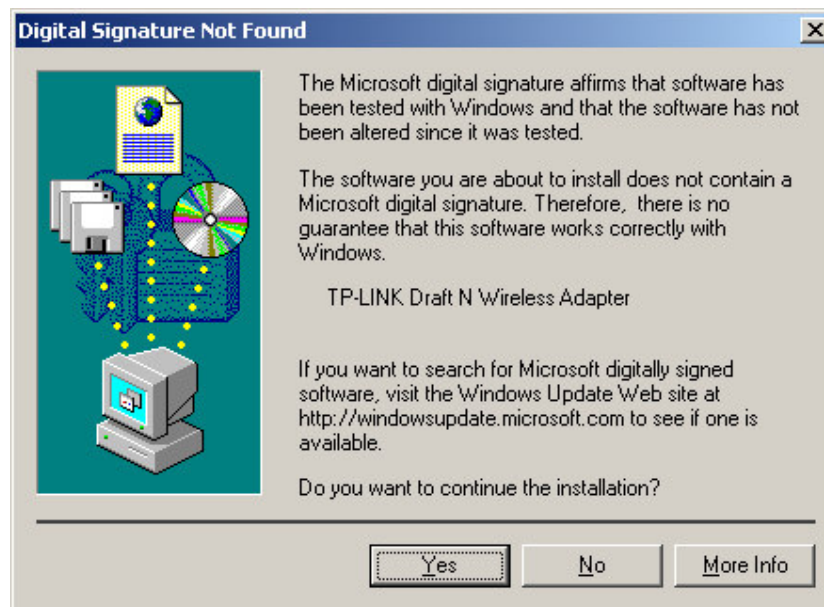 Digital Signature Not Found
The Microsoft digital signature affirms that software has
been tested with Windows and that the software has not
been altered since it was tested.
The software you are about to install does not contain a
Microsoft digital signature. Therefore, there is no
guarantee that this software works correctly with
Windows.
TP-LINK Draft N Wireless Adapter
If you want to search for Microsoft digitally signed
software, visit the Windows Update Web site at
http://windowsupdate.microsoft.com to see if one is
available.
Do you want to continue the installation?
Yes No More Info